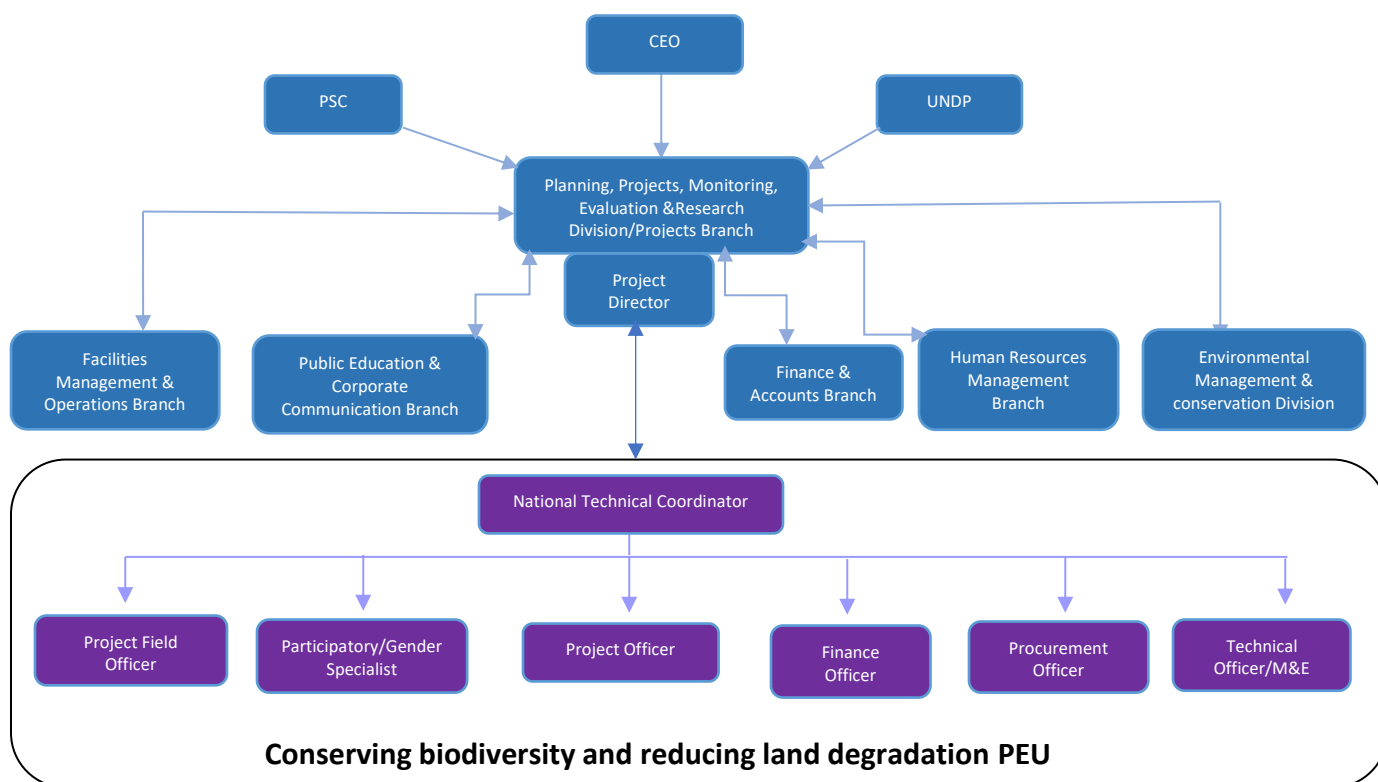 CEO
PSC
UNDP
Planning, Projects, Monitoring,
Evaluation &Research
Division/Projects Branch
Project
Director
Facilities
Management &
Operations Branch
Public Education &
Corporate
Communication Branch
Finance &
Accounts Branch
Human Resources
Management
Branch
Environmental
Management &
conservation Division
National Technical Coordinator
Project Field
Officer
Participatory/Gender
Specialist
Project Officer
Finance
Officer
Procurement
Officer
Technical
Officer/M&E
Conserving biodiversity and reducing land degradation PEU